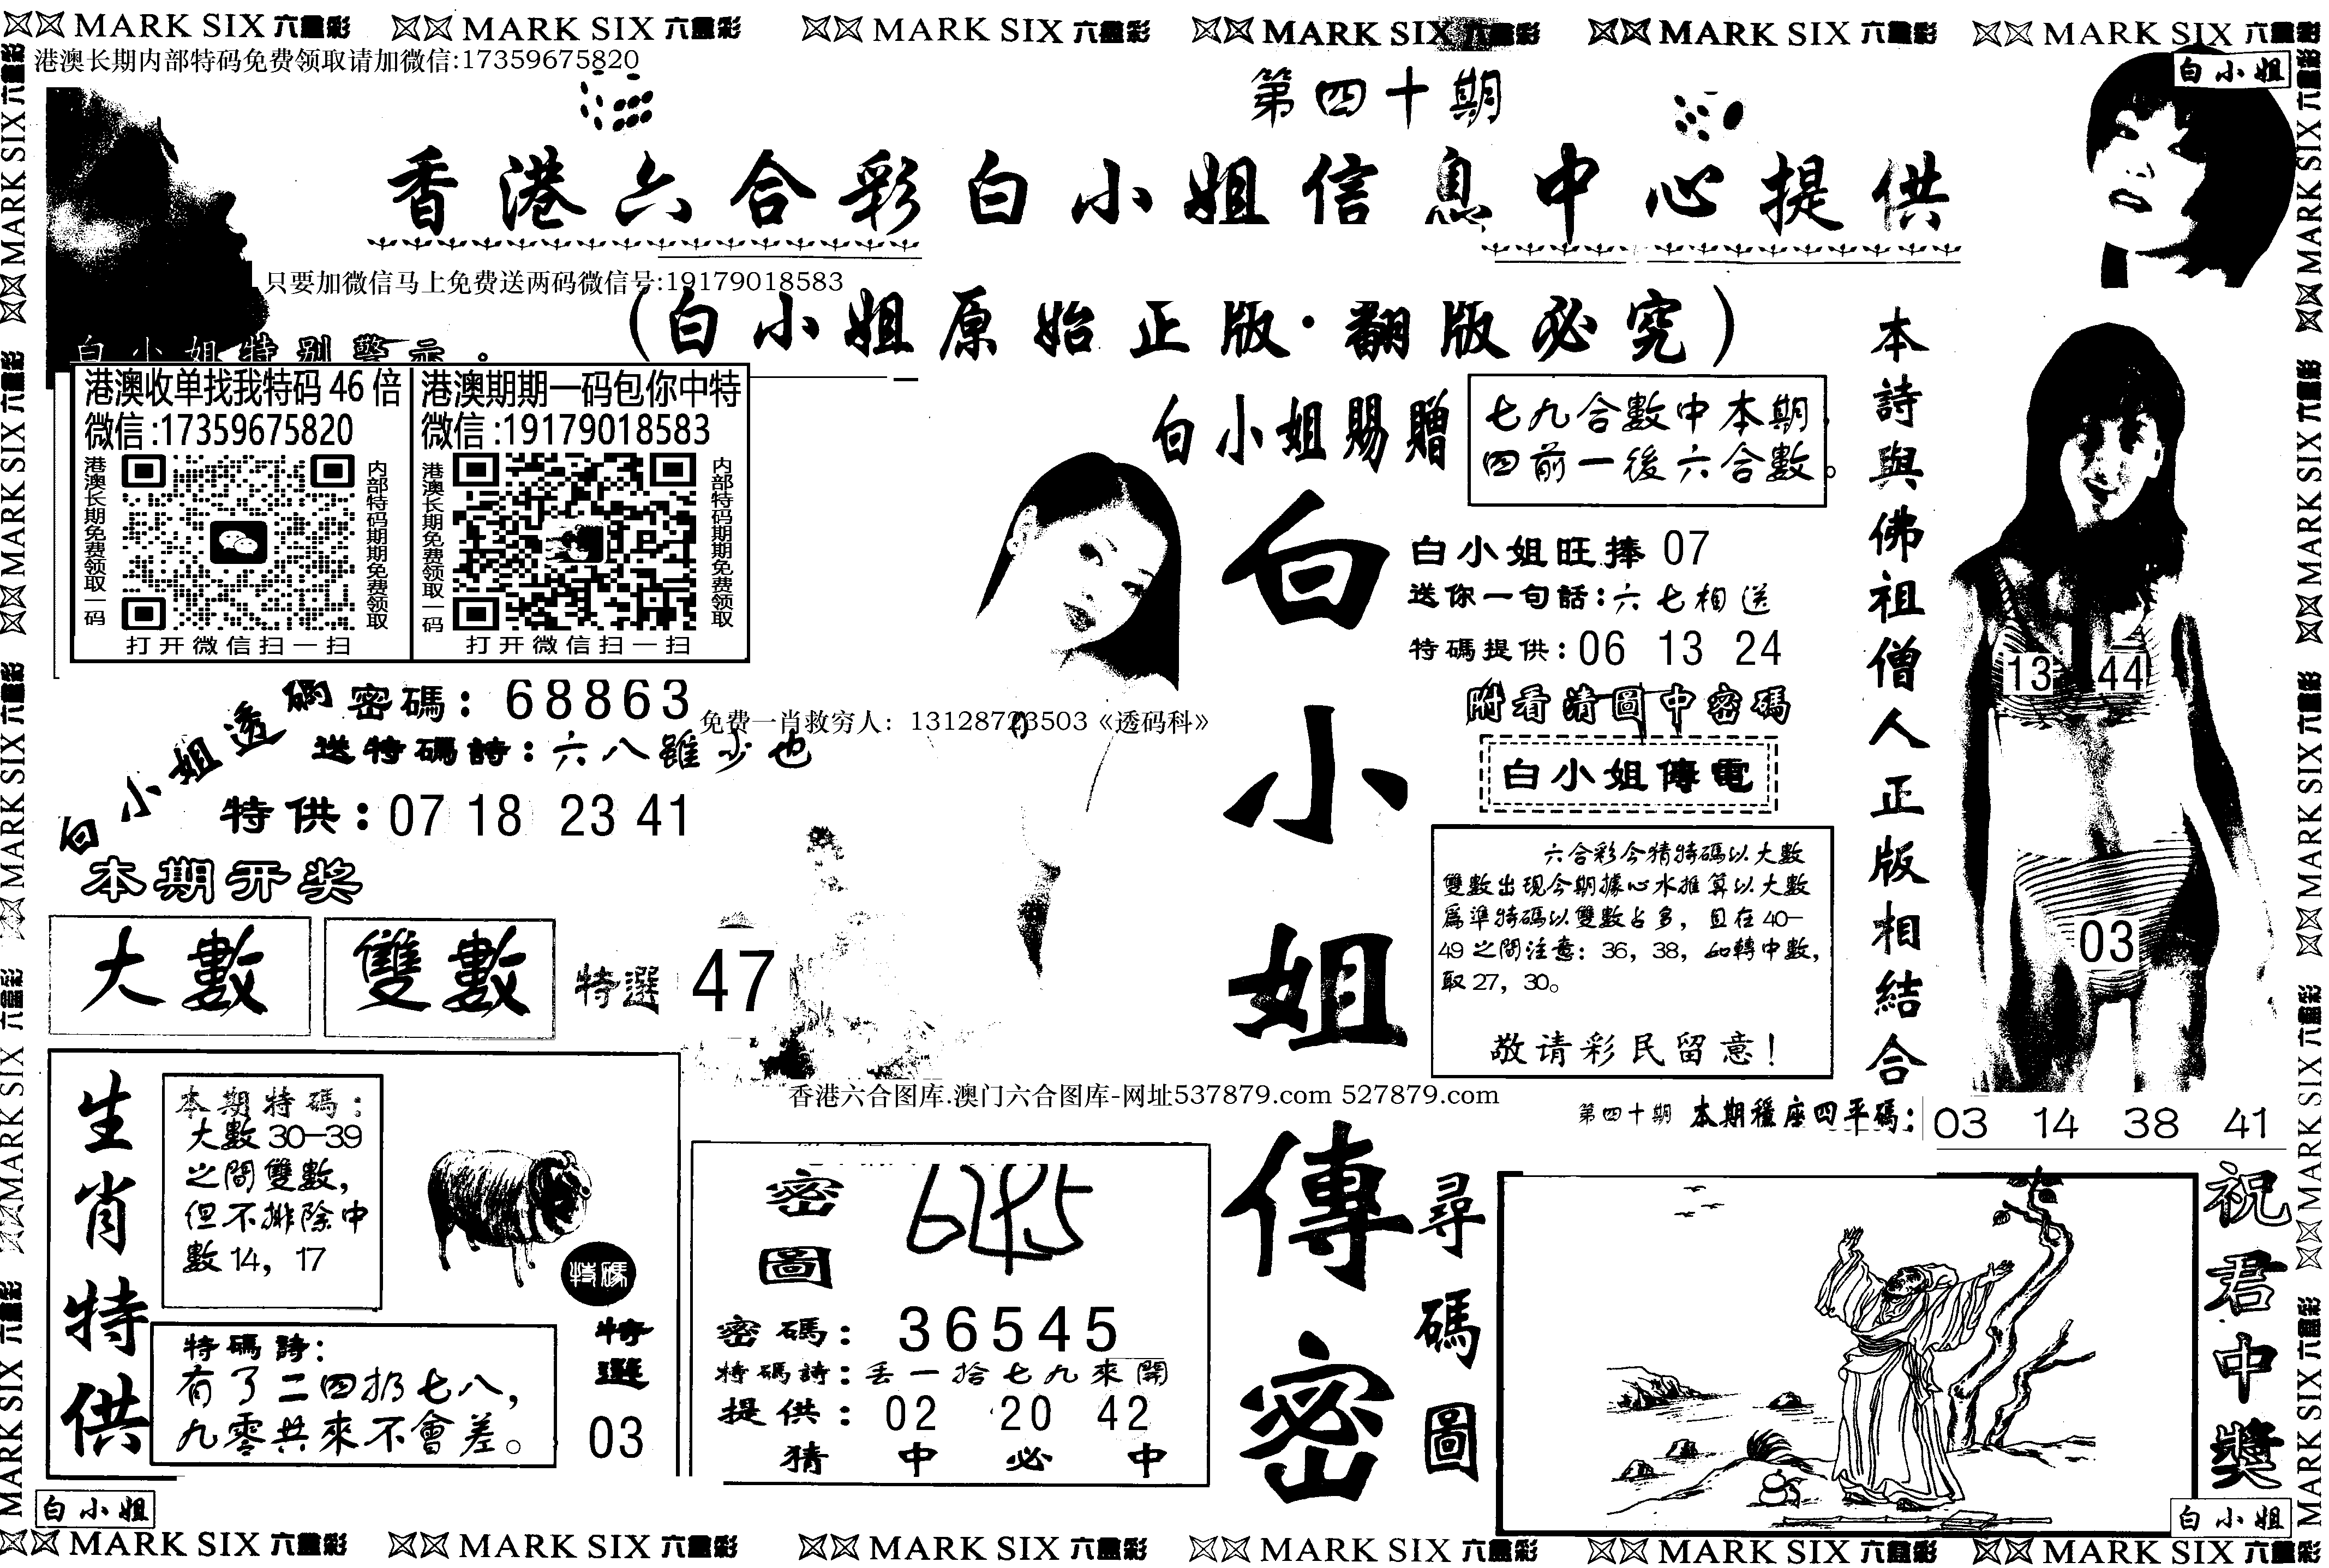 MARK SIX 六合彩 MARK SIX 六合彩 MARK SIX 六合彩 MARK SIX 六合彩 MARK SIX 六合彩 MARK SIX 六合彩
港澳长期内部特码免费领取请加微信:17359675820
白小姐
第四十期
香港六合彩白小姐信息中心提供
只要加微信马上免费送两码微信号:19179018583
(白小姐原始正版·翻版必究)
白小姐特别警示。
港澳收单找我特码46倍
微信:17359675820
港澳长期免费领取一码
内部特码期期免费领取
打开微信扫一扫
港澳期期一码包你中特
微信:19179018583
港澳长期免费领取一码
内部特码期期免费领取
打开微信扫一扫
白小姐賜贈
七九合數中本期,
四前一後六合數。
白小姐旺捧 07
送你一句話:六七相送
特碼提供:06 13 24
附看清圖中密碼
白小姐傳電
六合彩今猜特碼以大數
雙數出现今期據心水推算以大數
爲準特碼以雙數占多,且在40—
49之間注意:36,38,如轉中數,
取27,30。
敬请彩民留意!
本詩與佛祖僧人正版相結合
13 44
03
白小姐透碼
密碼:68863
送特碼詩:六八雖少也
特供:07 18 23 41
免费一肖救穷人:13128723503《透码科》
本期开奖
大數
雙數
特選 47
白小姐傳密
香港六合图库.澳门六合图库-网址537879.com 527879.com
第四十期 本期穩座四平碼:03 14 38 41
生肖特供
本期特碼:
大數30—39
之間雙數,
但不排除中
數14,17
特碼
特碼詩:
有了二四扔七八,
九零共來不會差。
特選
03
密圖
6245
密碼:36545
特碼詩:丢一拾七九來開
提供:02 20 42
猜中必中
尋碼圖
祝君中獎
白小姐
白小姐
MARK SIX 六合彩 MARK SIX 六合彩 MARK SIX 六合彩 MARK SIX 六合彩 MARK SIX 六合彩 MARK SIX 六合彩